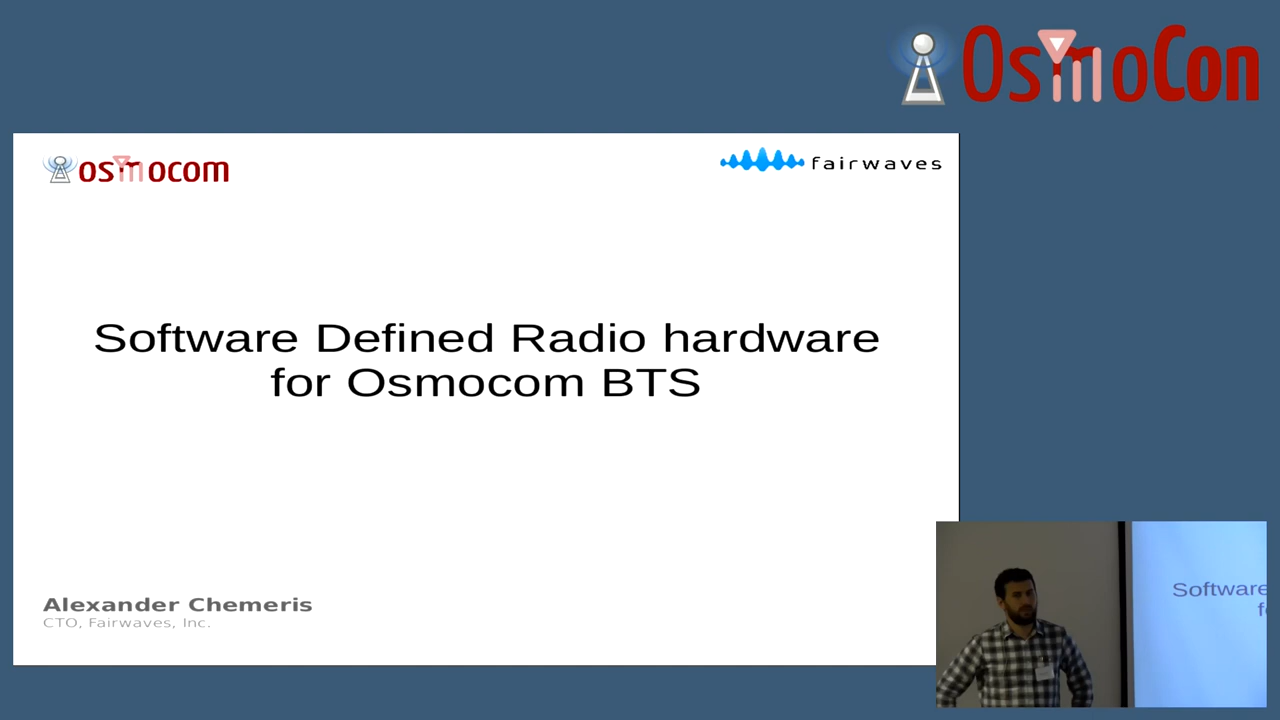 OsmoCon
osmocom
fairwaves
Software Defined Radio hardware
for Osmocom BTS
Alexander Chemeris
CTO, Fairwaves, Inc.
Software
f